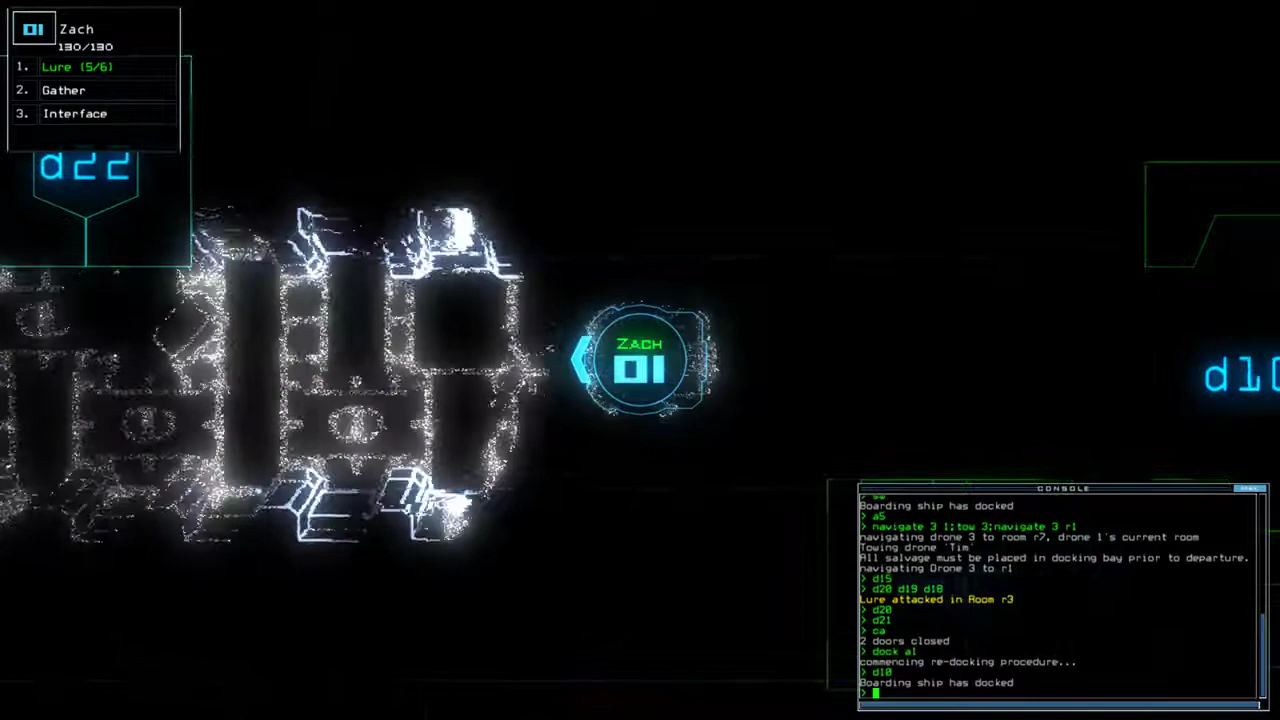 01 Zach
130/130
1. Lure (5/6)
2. Gather
3. Interface
d22
Zach
01
CONSOLE
Boarding ship has docked
> a5
> navigate 3 1;tow 3;navigate 3 r1
navigating drone 3 to room r7, drone 1's current room
Towing drone 'Tim'
All salvage must be placed in docking bay prior to departure.
navigating Drone 3 to r1
> d15
> d20 d19 d18
Lure attacked in Room r3
> d20
> d21
> ca
2 doors closed
> dock a1
commencing re-docking procedure...
> d10
Boarding ship has docked
>